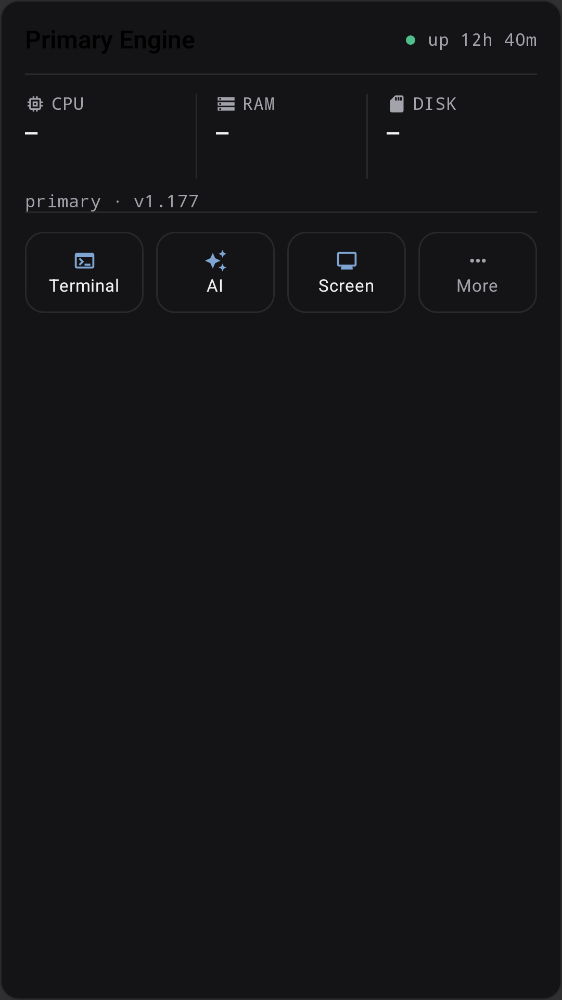 Primary Engine
up 12h 40m
CPU RAM DISK
— — —
primary · v1.177
Terminal AI Screen More